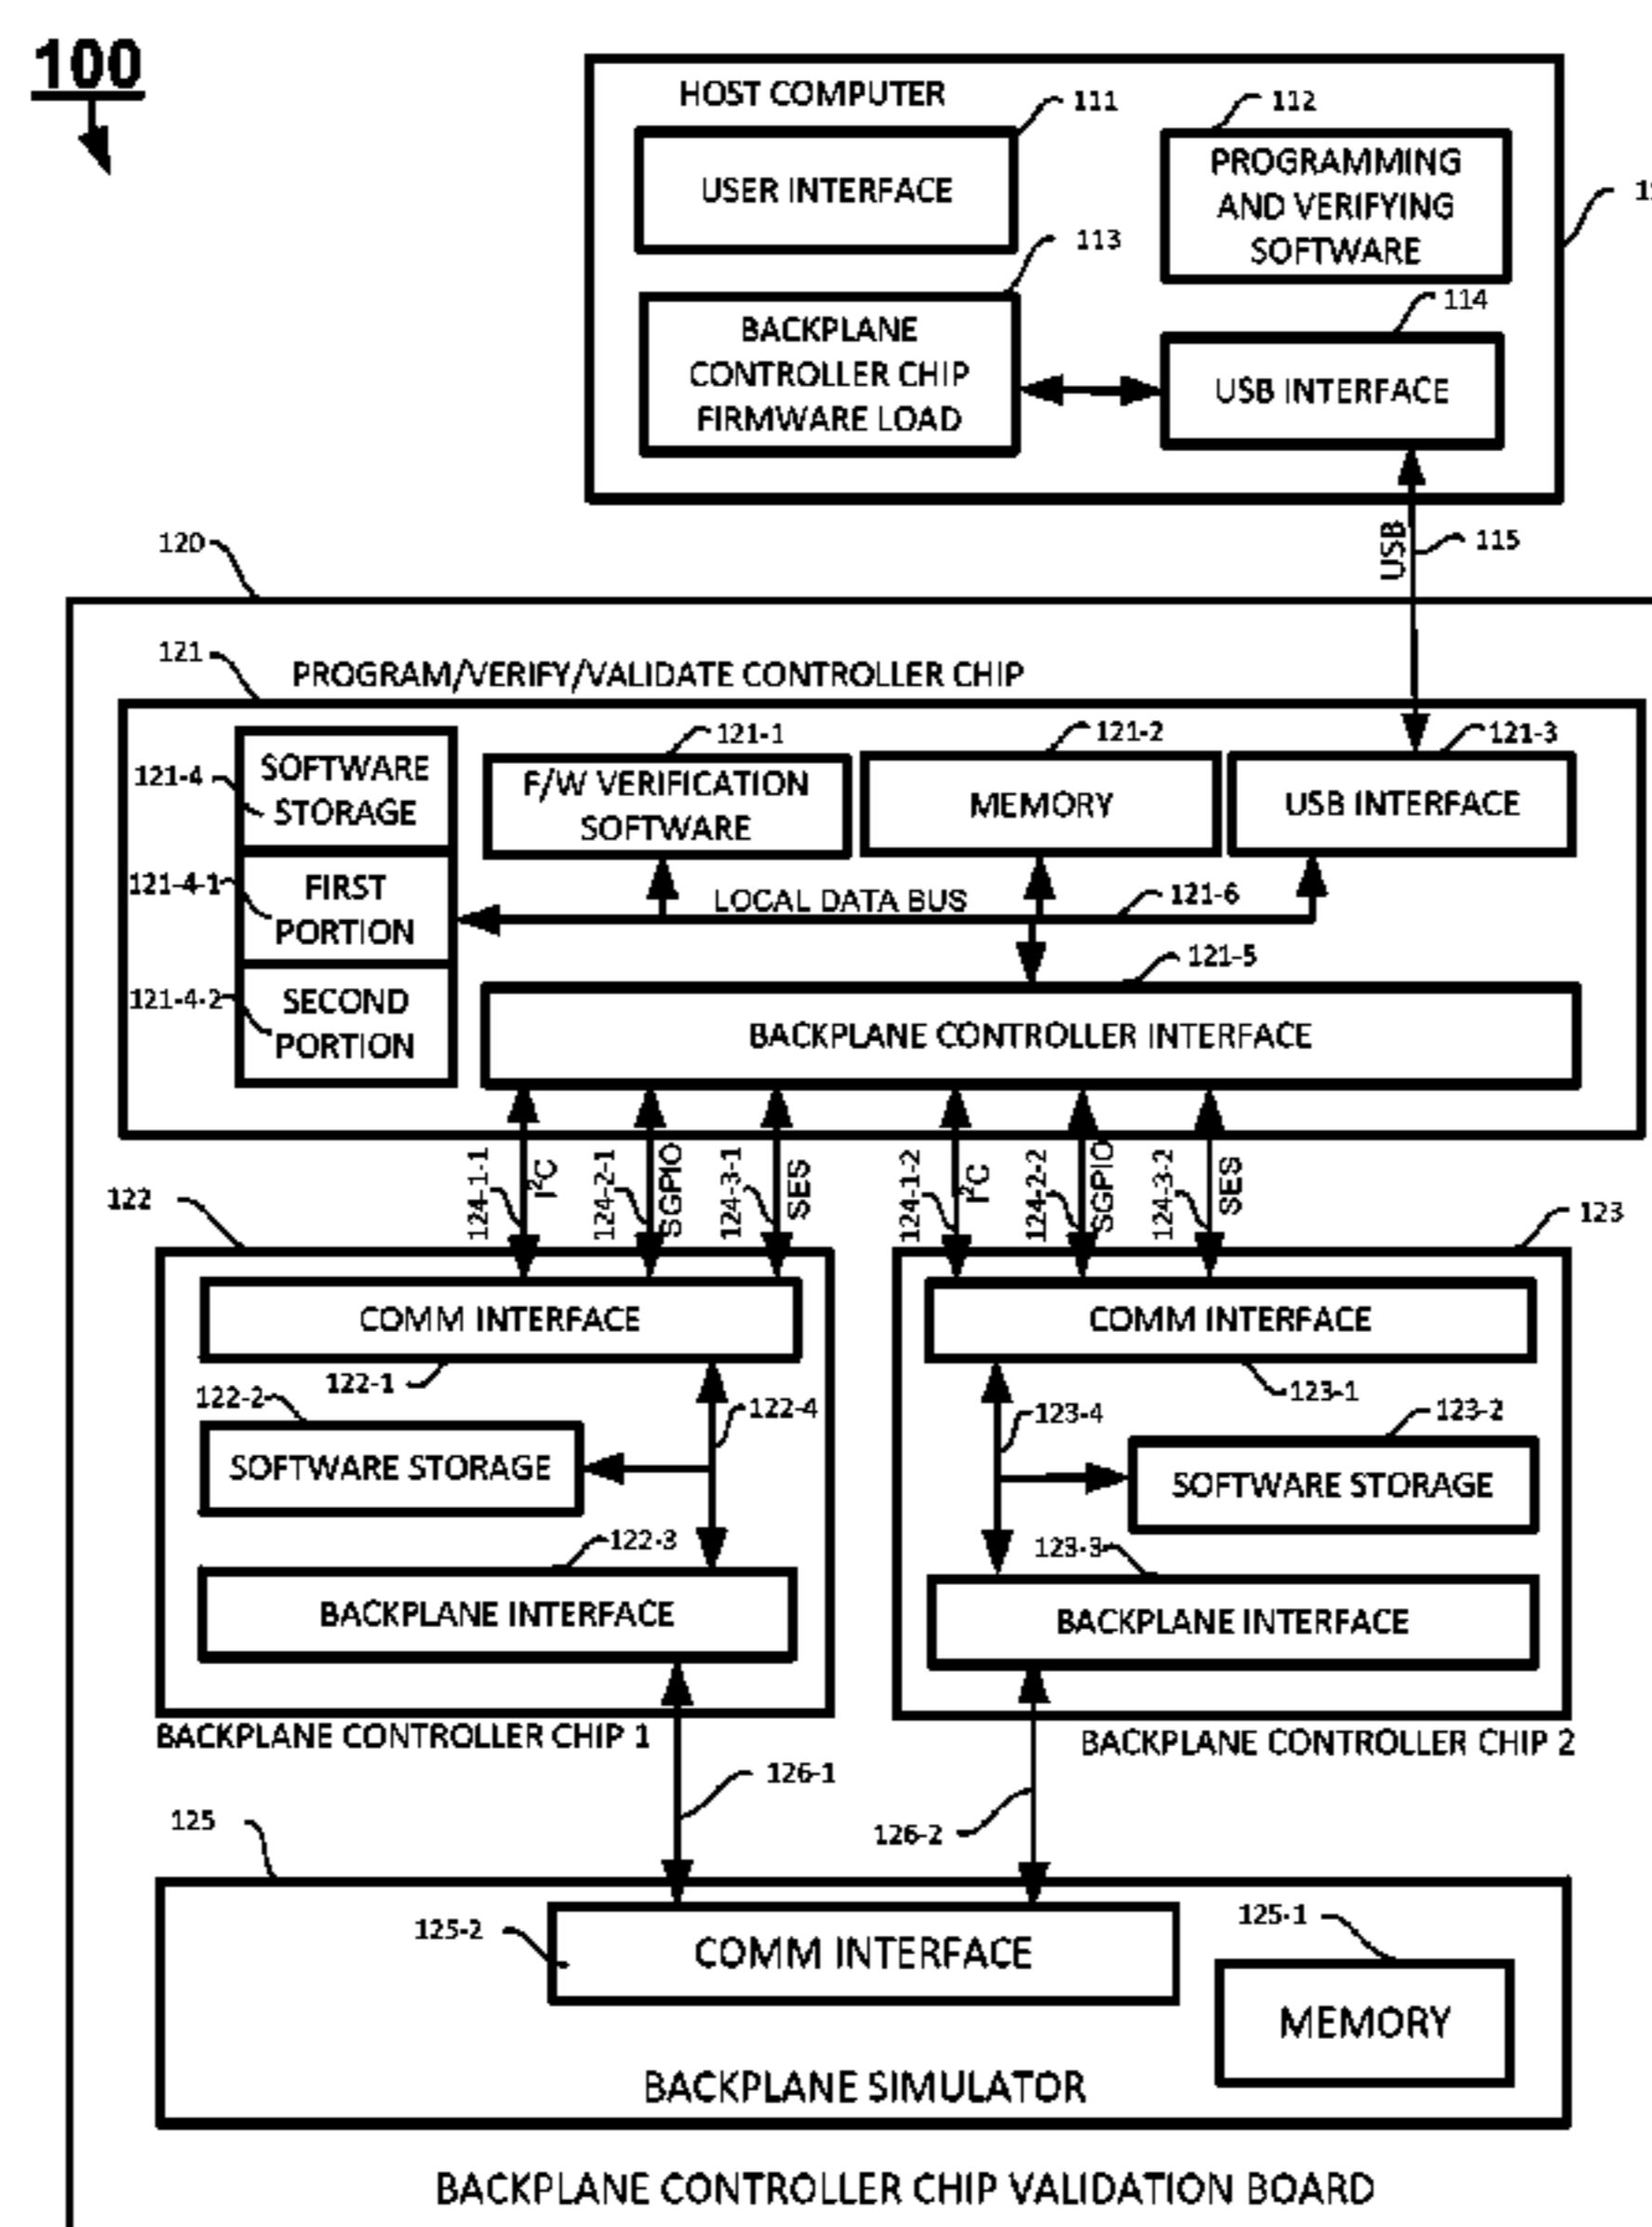 100
HOST COMPUTER
111
112
USER INTERFACE
PROGRAMMING
AND VERIFYING
SOFTWARE
113
114
BACKPLANE
CONTROLLER CHIP
FIRMWARE LOAD
USB INTERFACE
USB
115
120
121
PROGRAM/VERIFY/VALIDATE CONTROLLER CHIP
121-4
SOFTWARE
STORAGE
121-1
F/W VERIFICATION
SOFTWARE
121-2
MEMORY
121-3
USB INTERFACE
121-4-1
FIRST
PORTION
LOCAL DATA BUS
121-6
121-4-2
SECOND
PORTION
121-5
BACKPLANE CONTROLLER INTERFACE
124-1-1
I²C
124-2-1
SGPIO
124-3-1
SES
124-1-2
I²C
124-2-2
SGPIO
124-3-2
SES
122
123
COMM INTERFACE
122-1
122-2
SOFTWARE STORAGE
122-4
122-3
BACKPLANE INTERFACE
BACKPLANE CONTROLLER CHIP 1
COMM INTERFACE
123-1
123-4
123-2
SOFTWARE STORAGE
123-3
BACKPLANE INTERFACE
BACKPLANE CONTROLLER CHIP 2
126-1
126-2
125
125-2
COMM INTERFACE
125-1
MEMORY
BACKPLANE SIMULATOR
BACKPLANE CONTROLLER CHIP VALIDATION BOARD